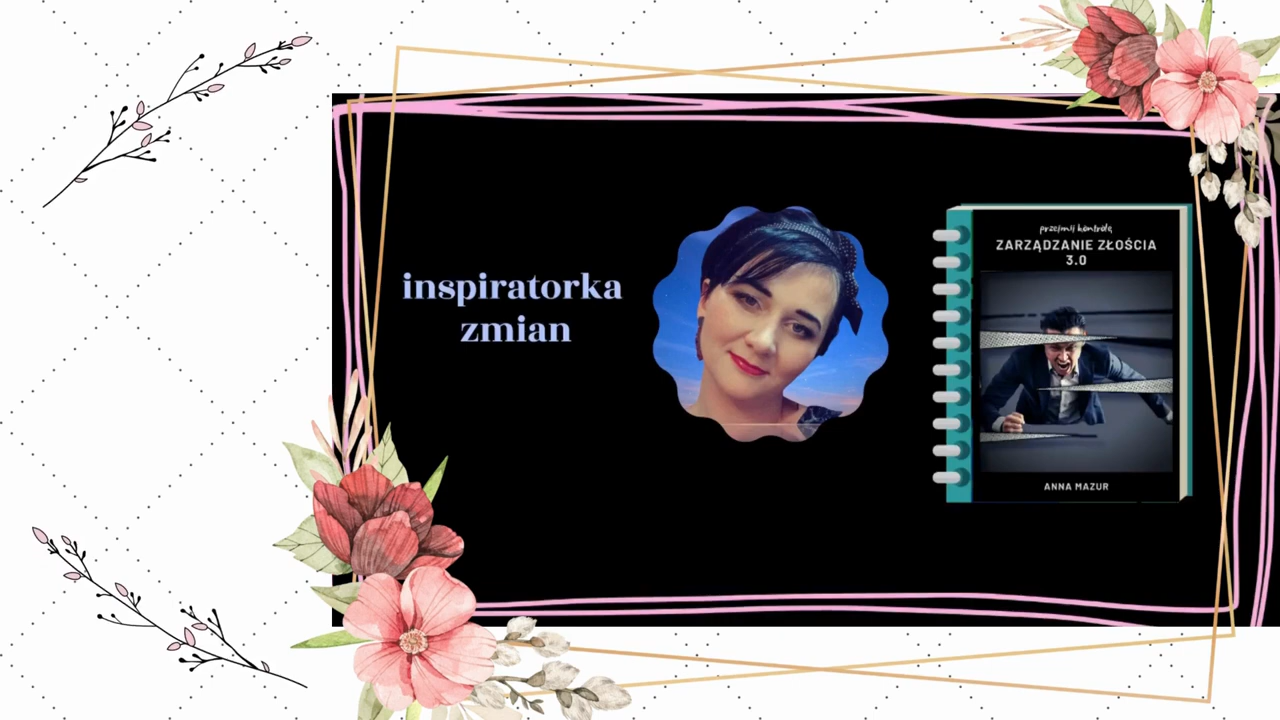 inspiratorka
zmian
przejmij kontrolę
ZARZĄDZANIE ZŁOŚCIA
3.0
ANNA MAZUR